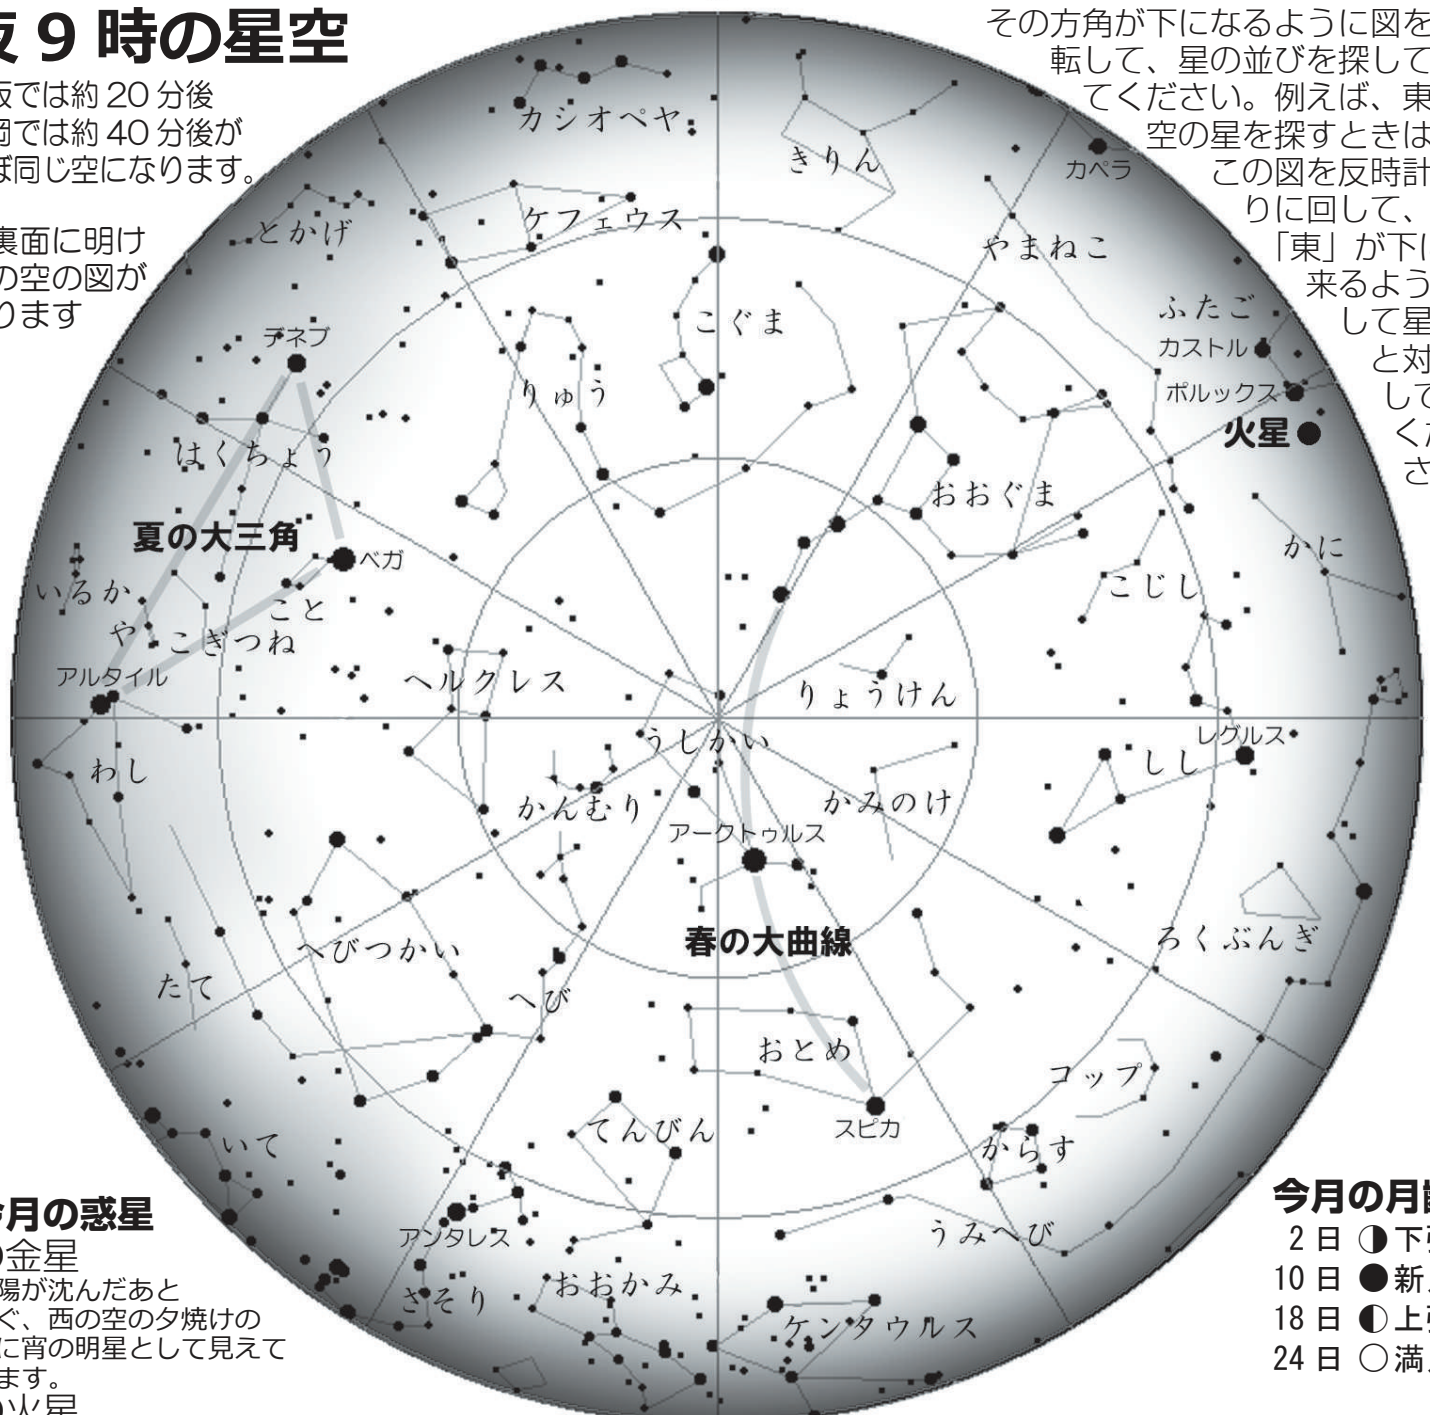 9時の星空
では約20分後
では約40分後が
ぼ同じ空になります。
裏面に明け
の空の図が
ります
その方角が下になるように図を
転して、星の並びを探して
てください。例えば、東
空の星を探すときは
この図を反時計
りに回して、
「東」が下に
来るよう
して星
と対
して
くだ
さ
カシオペヤ
きりん
カペラ
とかげ
ケフェウス
やまねこ
ふたご
カストル
ポルックス
火星
デネブ
こぐま
りゅう
はくちょう
おおぐま
夏の大三角
ベガ
かに
いるか
こと
こじし
や
こぎつね
アルタイル
ヘルクレス
りょうけん
うしかい
レグルス
わし
しし
かんむり
かみのけ
アークトゥルス
へびつかい
春の大曲線
ろくぶんぎ
たて
へび
おとめ
コップ
いて
てんびん
スピカ
からす
アンタレス
うみへび
さそり
おおかみ
ケンタウルス
今月の惑星
の金星
陽が沈んだあと
ぐ、西の空の夕焼けの
に宵の明星として見えて
ます。
の火星
今月の月齢
2日 ◑下弦
10日 ●新月
18日 ◐上弦
24日 ○満月